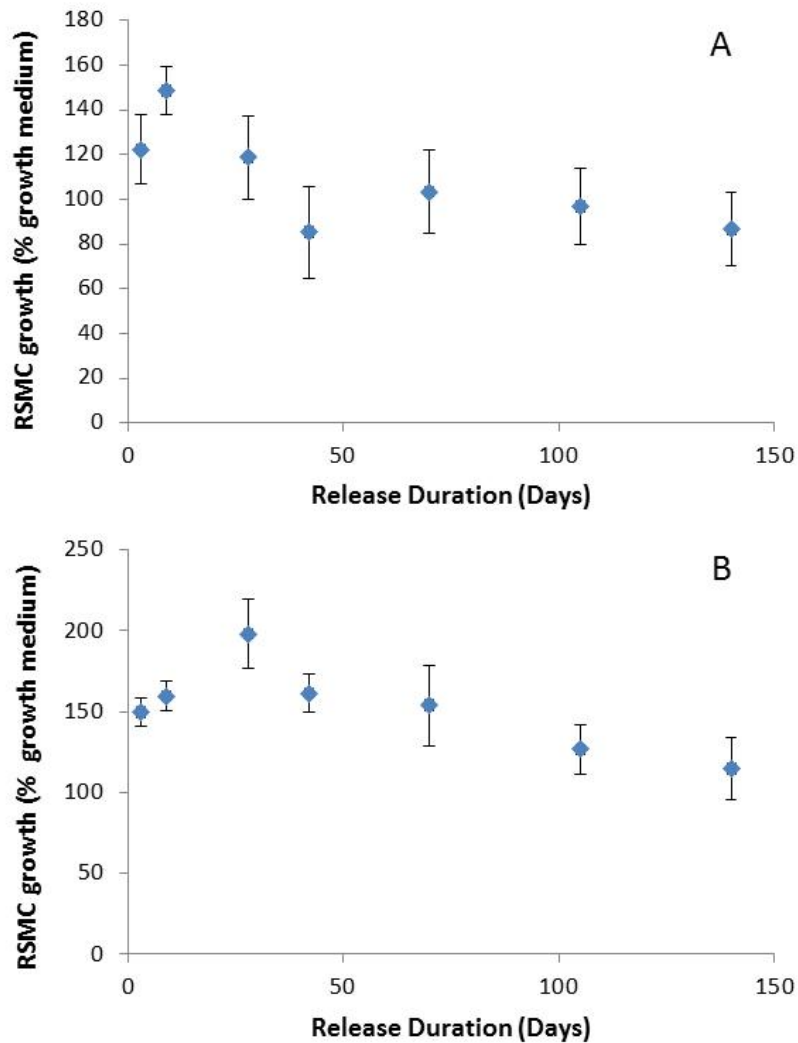 A
RSMC growth (% growth medium)
180
160
140
120
100
80
60
40
20
0
0 50 100 150
Release Duration (Days)
B
RSMC growth (% growth medium)
250
200
150
100
50
0
0 50 100 150
Release Duration (Days)